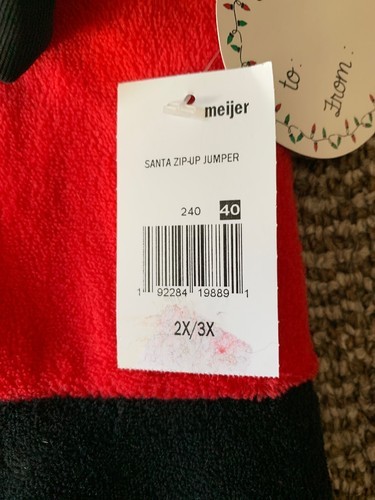 to:
From:
meijer
SANTA ZIP-UP JUMPER
240 40
1 92284 19889 1
2X/3X